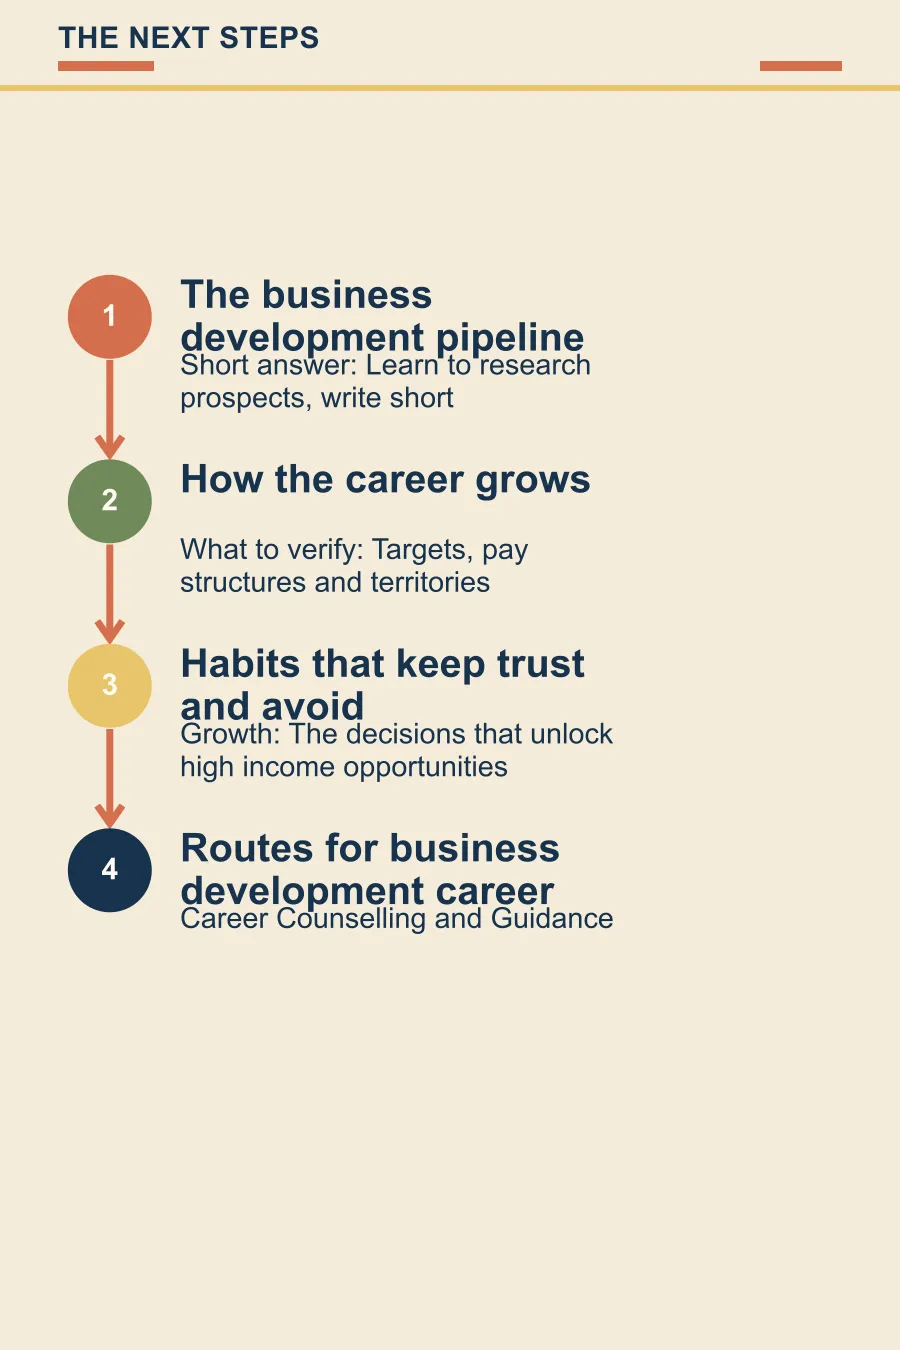 THE NEXT STEPS
1
The business
development pipeline
Short answer: Learn to research
prospects, write short
2
How the career grows
What to verify: Targets, pay
structures and territories
3
Habits that keep trust
and avoid
Growth: The decisions that unlock
high income opportunities
4
Routes for business
development career
Career Counselling and Guidance